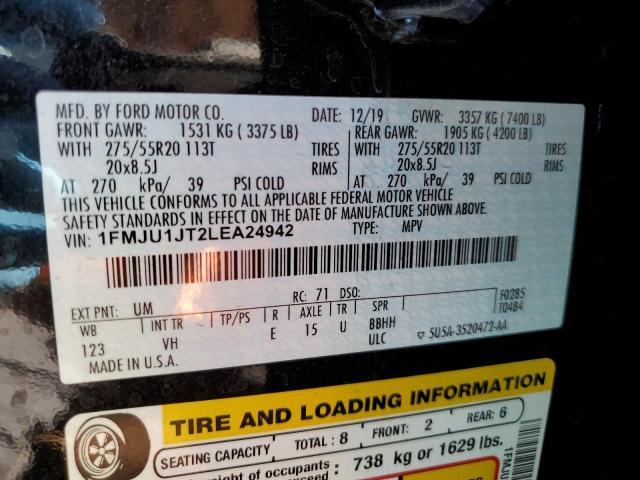 MFD. BY FORD MOTOR CO. DATE: 12/19 GVWR: 3357 KG ( 7400 LB)
FRONT GAWR: 1531 KG ( 3375 LB) REAR GAWR: 1905 KG ( 4200 LB)
WITH 275/55R20 113T TIRES WITH 275/55R20 113T TIRES
20x8.5J RIMS 20x8.5J RIMS
AT 270 kPa/ 39 PSI COLD AT 270 kPa/ 39 PSI COLD
THIS VEHICLE CONFORMS TO ALL APPLICABLE FEDERAL MOTOR VEHICLE
SAFETY STANDARDS IN EFFECT ON THE DATE OF MANUFACTURE SHOWN ABOVE.
VIN: 1FMJU1JT2LEA24942 TYPE: MPV
F0285
T0484
EXT PNT: UM RC: 71 DSO:
WB INT TR TP/PS R AXLE TR SPR
123 VH E 15 U BBHH
ULC
5U5A-3520472-AA
MADE IN U.S.A.
TIRE AND LOADING INFORMATION
SEATING CAPACITY TOTAL: 8 FRONT: 2 REAR: 6
of occupants
738 kg or 1629 lbs.
exceed
1FMJU